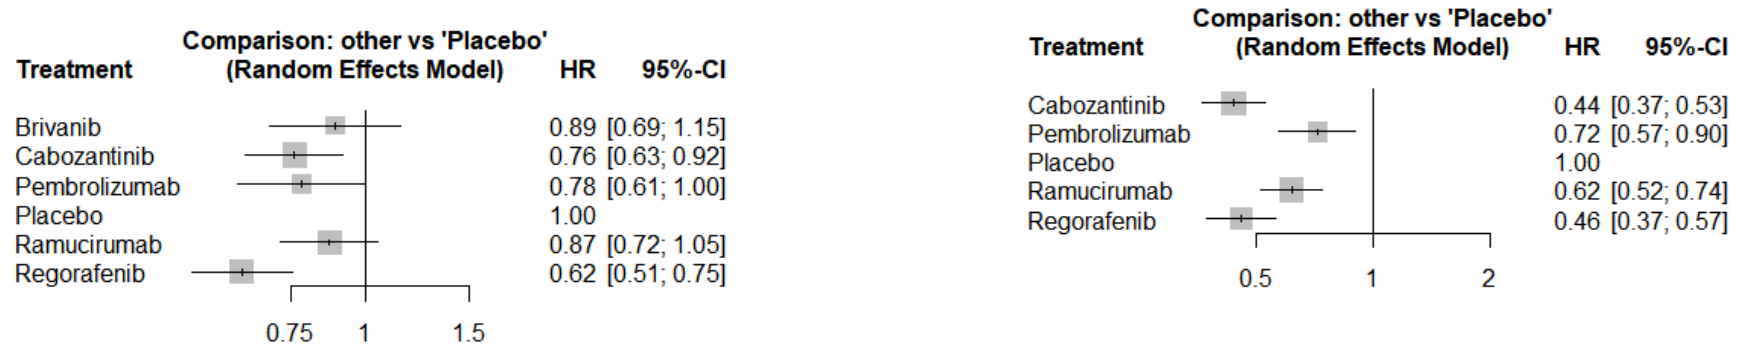 Comparison: other vs 'Placebo'
Treatment (Random Effects Model) HR 95%-CI
Brivanib 0.89 [0.69; 1.15]
Cabozantinib 0.76 [0.63; 0.92]
Pembrolizumab 0.78 [0.61; 1.00]
Placebo 1.00
Ramucirumab 0.87 [0.72; 1.05]
Regorafenib 0.62 [0.51; 0.75]
0.75 1 1.5
Comparison: other vs 'Placebo'
Treatment (Random Effects Model) HR 95%-CI
Cabozantinib 0.44 [0.37; 0.53]
Pembrolizumab 0.72 [0.57; 0.90]
Placebo 1.00
Ramucirumab 0.62 [0.52; 0.74]
Regorafenib 0.46 [0.37; 0.57]
0.5 1 2